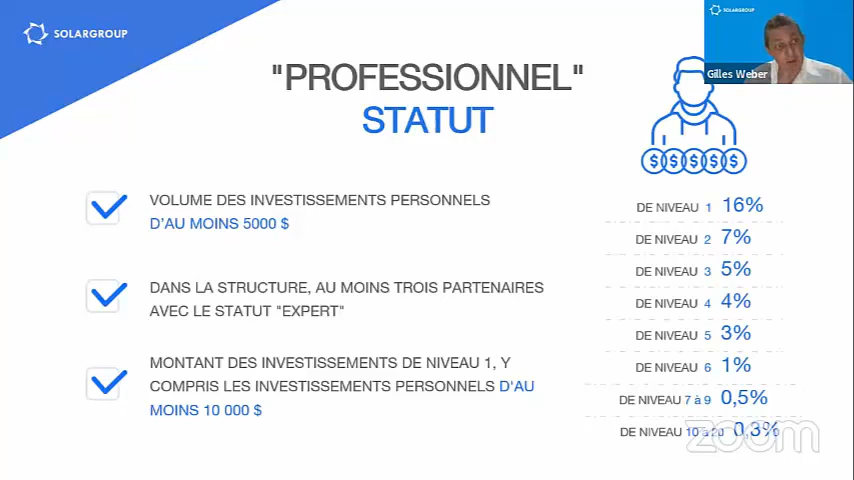 SOLARGROUP
SOLARGROUP
Gilles Weber
"PROFESSIONNEL"
STATUT
VOLUME DES INVESTISSEMENTS PERSONNELS
D'AU MOINS 5000 $
DANS LA STRUCTURE, AU MOINS TROIS PARTENAIRES
AVEC LE STATUT "EXPERT"
MONTANT DES INVESTISSEMENTS DE NIVEAU 1, Y
COMPRIS LES INVESTISSEMENTS PERSONNELS D'AU
MOINS 10 000 $
$ $ $ $ $
DE NIVEAU 1 16%
DE NIVEAU 2 7%
DE NIVEAU 3 5%
DE NIVEAU 4 4%
DE NIVEAU 5 3%
DE NIVEAU 6 1%
DE NIVEAU 7 à 9 0,5%
DE NIVEAU 10 à 20 0,3%
zoom